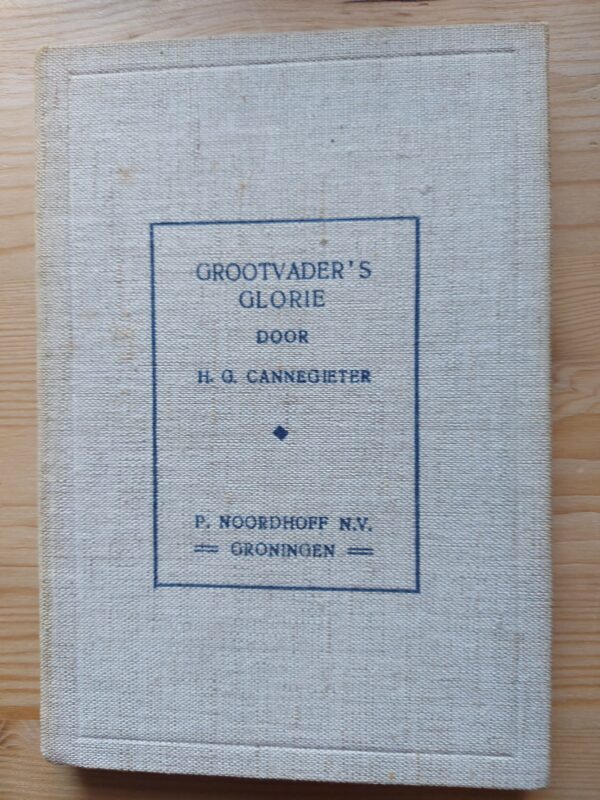 GROOTVADER'S
GLORIE
DOOR
H. G. CANNEGIETER
P. NOORDHOFF N.V.
GRONINGEN